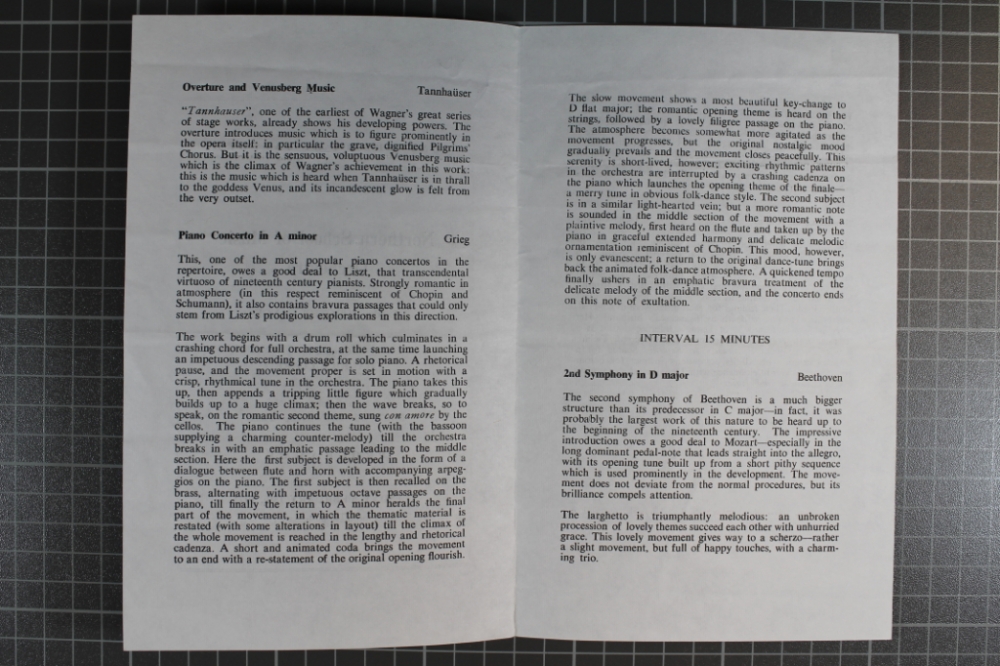 Overture and Venusberg Music Tannhaüser
"Tannhauser", one of the earliest of Wagner's great series
of stage works, already shows his developing powers. The
overture introduces music which is to figure prominently in
the opera itself: in particular the grave, dignified Pilgrims'
Chorus. But it is the sensuous, voluptuous Venusberg music
which is the climax of Wagner's achievement in this work:
this is the music which is heard when Tannhaüser is in thrall
to the goddess Venus, and its incandescent glow is felt from
the very outset.
Piano Concerto in A minor Grieg
This, one of the most popular piano concertos in the
repertoire, owes a good deal to Liszt, that transcendental
virtuoso of nineteenth century pianists. Strongly romantic in
atmosphere (in this respect reminiscent of Chopin and
Schumann), it also contains bravura passages that could only
stem from Liszt's prodigious explorations in this direction.
The work begins with a drum roll which culminates in a
crashing chord for full orchestra, at the same time launching
an impetuous descending passage for solo piano. A rhetorical
pause, and the movement proper is set in motion with a
crisp, rhythmical tune in the orchestra. The piano takes this
up, then appends a tripping little figure which gradually
builds up to a huge climax; then the wave breaks, so to
speak, on the romantic second theme, sung con amore by the
cellos. The piano continues the tune (with the bassoon
supplying a charming counter-melody) till the orchestra
breaks in with an emphatic passage leading to the middle
section. Here the first subject is developed in the form of a
dialogue between flute and horn with accompanying arpeg-
gios on the piano. The first subject is then recalled on the
brass, alternating with impetuous octave passages on the
piano, till finally the return to A minor heralds the final
part of the movement, in which the thematic material is
restated (with some alterations in layout) till the climax of
the whole movement is reached in the lengthy and rhetorical
cadenza. A short and animated coda brings the movement
to an end with a re-statement of the original opening flourish.
The slow movement shows a most beautiful key-change to
D flat major; the romantic opening theme is heard on the
strings, followed by a lovely filigree passage on the piano.
The atmosphere becomes somewhat more agitated as the
movement progresses, but the original nostalgic mood
gradually prevails and the movement closes peacefully. This
serenity is short-lived, however; exciting rhythmic patterns
in the orchestra are interrupted by a crashing cadenza on
the piano which launches the opening theme of the finale—
a merry tune in obvious folk-dance style. The second subject
is in a similar light-hearted vein; but a more romantic note
is sounded in the middle section of the movement with a
plaintive melody, first heard on the flute and taken up by the
piano in graceful extended harmony and delicate melodic
ornamentation reminiscent of Chopin. This mood, however,
is only evanescent; a return to the original dance-tune brings
back the animated folk-dance atmosphere. A quickened tempo
finally ushers in an emphatic bravura treatment of the
delicate melody of the middle section, and the concerto ends
on this note of exultation.
INTERVAL 15 MINUTES
2nd Symphony in D major Beethoven
The second symphony of Beethoven is a much bigger
structure than its predecessor in C major—in fact, it was
probably the largest work of this nature to be heard up to
the beginning of the nineteenth century. The impressive
introduction owes a good deal to Mozart—especially in the
long dominant pedal-note that leads straight into the allegro,
with its opening tune built up from a short pithy sequence
which is used prominently in the development. The move-
ment does not deviate from the normal procedures, but its
brilliance compels attention.
The larghetto is triumphantly melodious: an unbroken
procession of lovely themes succeed each other with unhurried
grace. This lovely movement gives way to a scherzo—rather
a slight movement, but full of happy touches, with a charm-
ing trio.